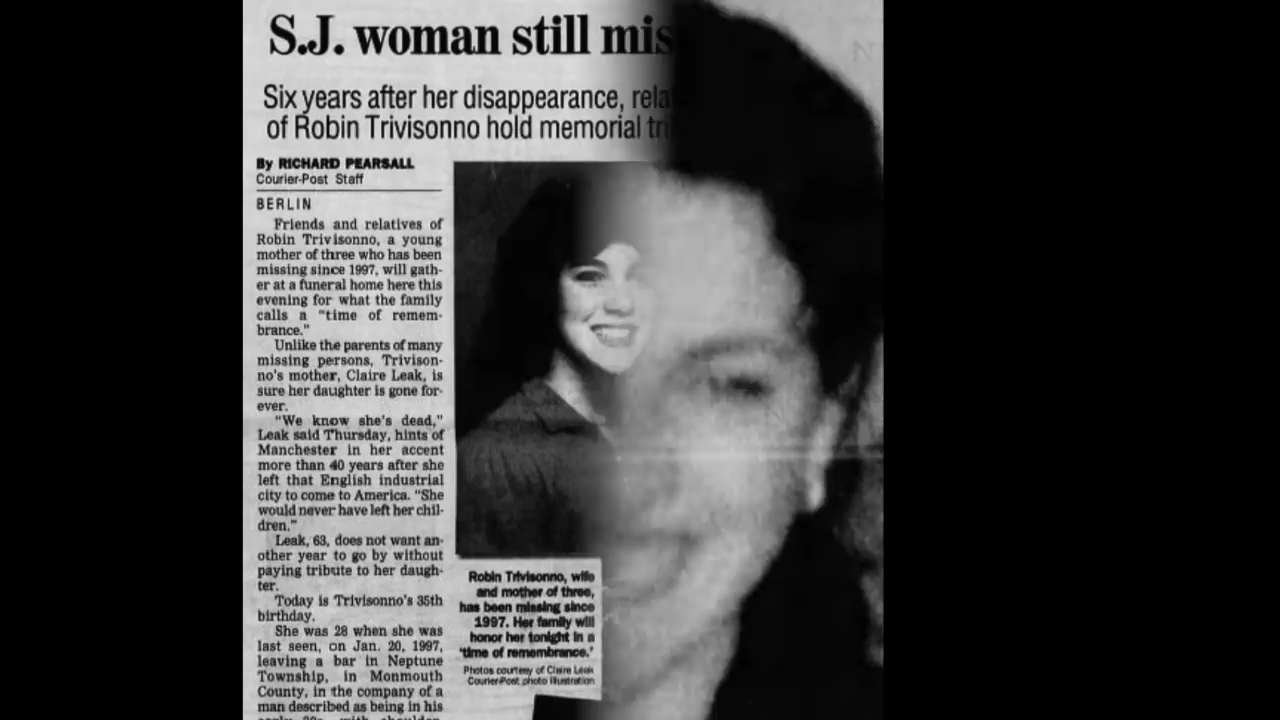 S.J. woman still mis
Six years after her disappearance, rela
of Robin Trivisonno hold memorial tri
By RICHARD PEARSALL
Courier-Post Staff
BERLIN
Friends and relatives of
Robin Trivisonno, a young
mother of three who has been
missing since 1997, will gath-
er at a funeral home here this
evening for what the family
calls a "time of remem-
brance."
Unlike the parents of many
missing persons, Trivison-
no's mother, Claire Leak, is
sure her daughter is gone for-
ever.
"We know she's dead,"
Leak said Thursday, hints of
Manchester in her accent
more than 40 years after she
left that English industrial
city to come to America. "She
would never have left her chil-
dren."
Leak, 63, does not want an-
other year to go by without
paying tribute to her daugh-
ter.
Today is Trivisonno's 35th
birthday.
She was 28 when she was
last seen, on Jan. 20, 1997,
leaving a bar in Neptune
Township, in Monmouth
County, in the company of a
man described as being in his
Robin Trivisonno, wife
and mother of three,
has been missing since
1997. Her family will
honor her tonight in a
'time of remembrance.'
Photos courtesy of Claire Leak
Courier-Post photo illustration